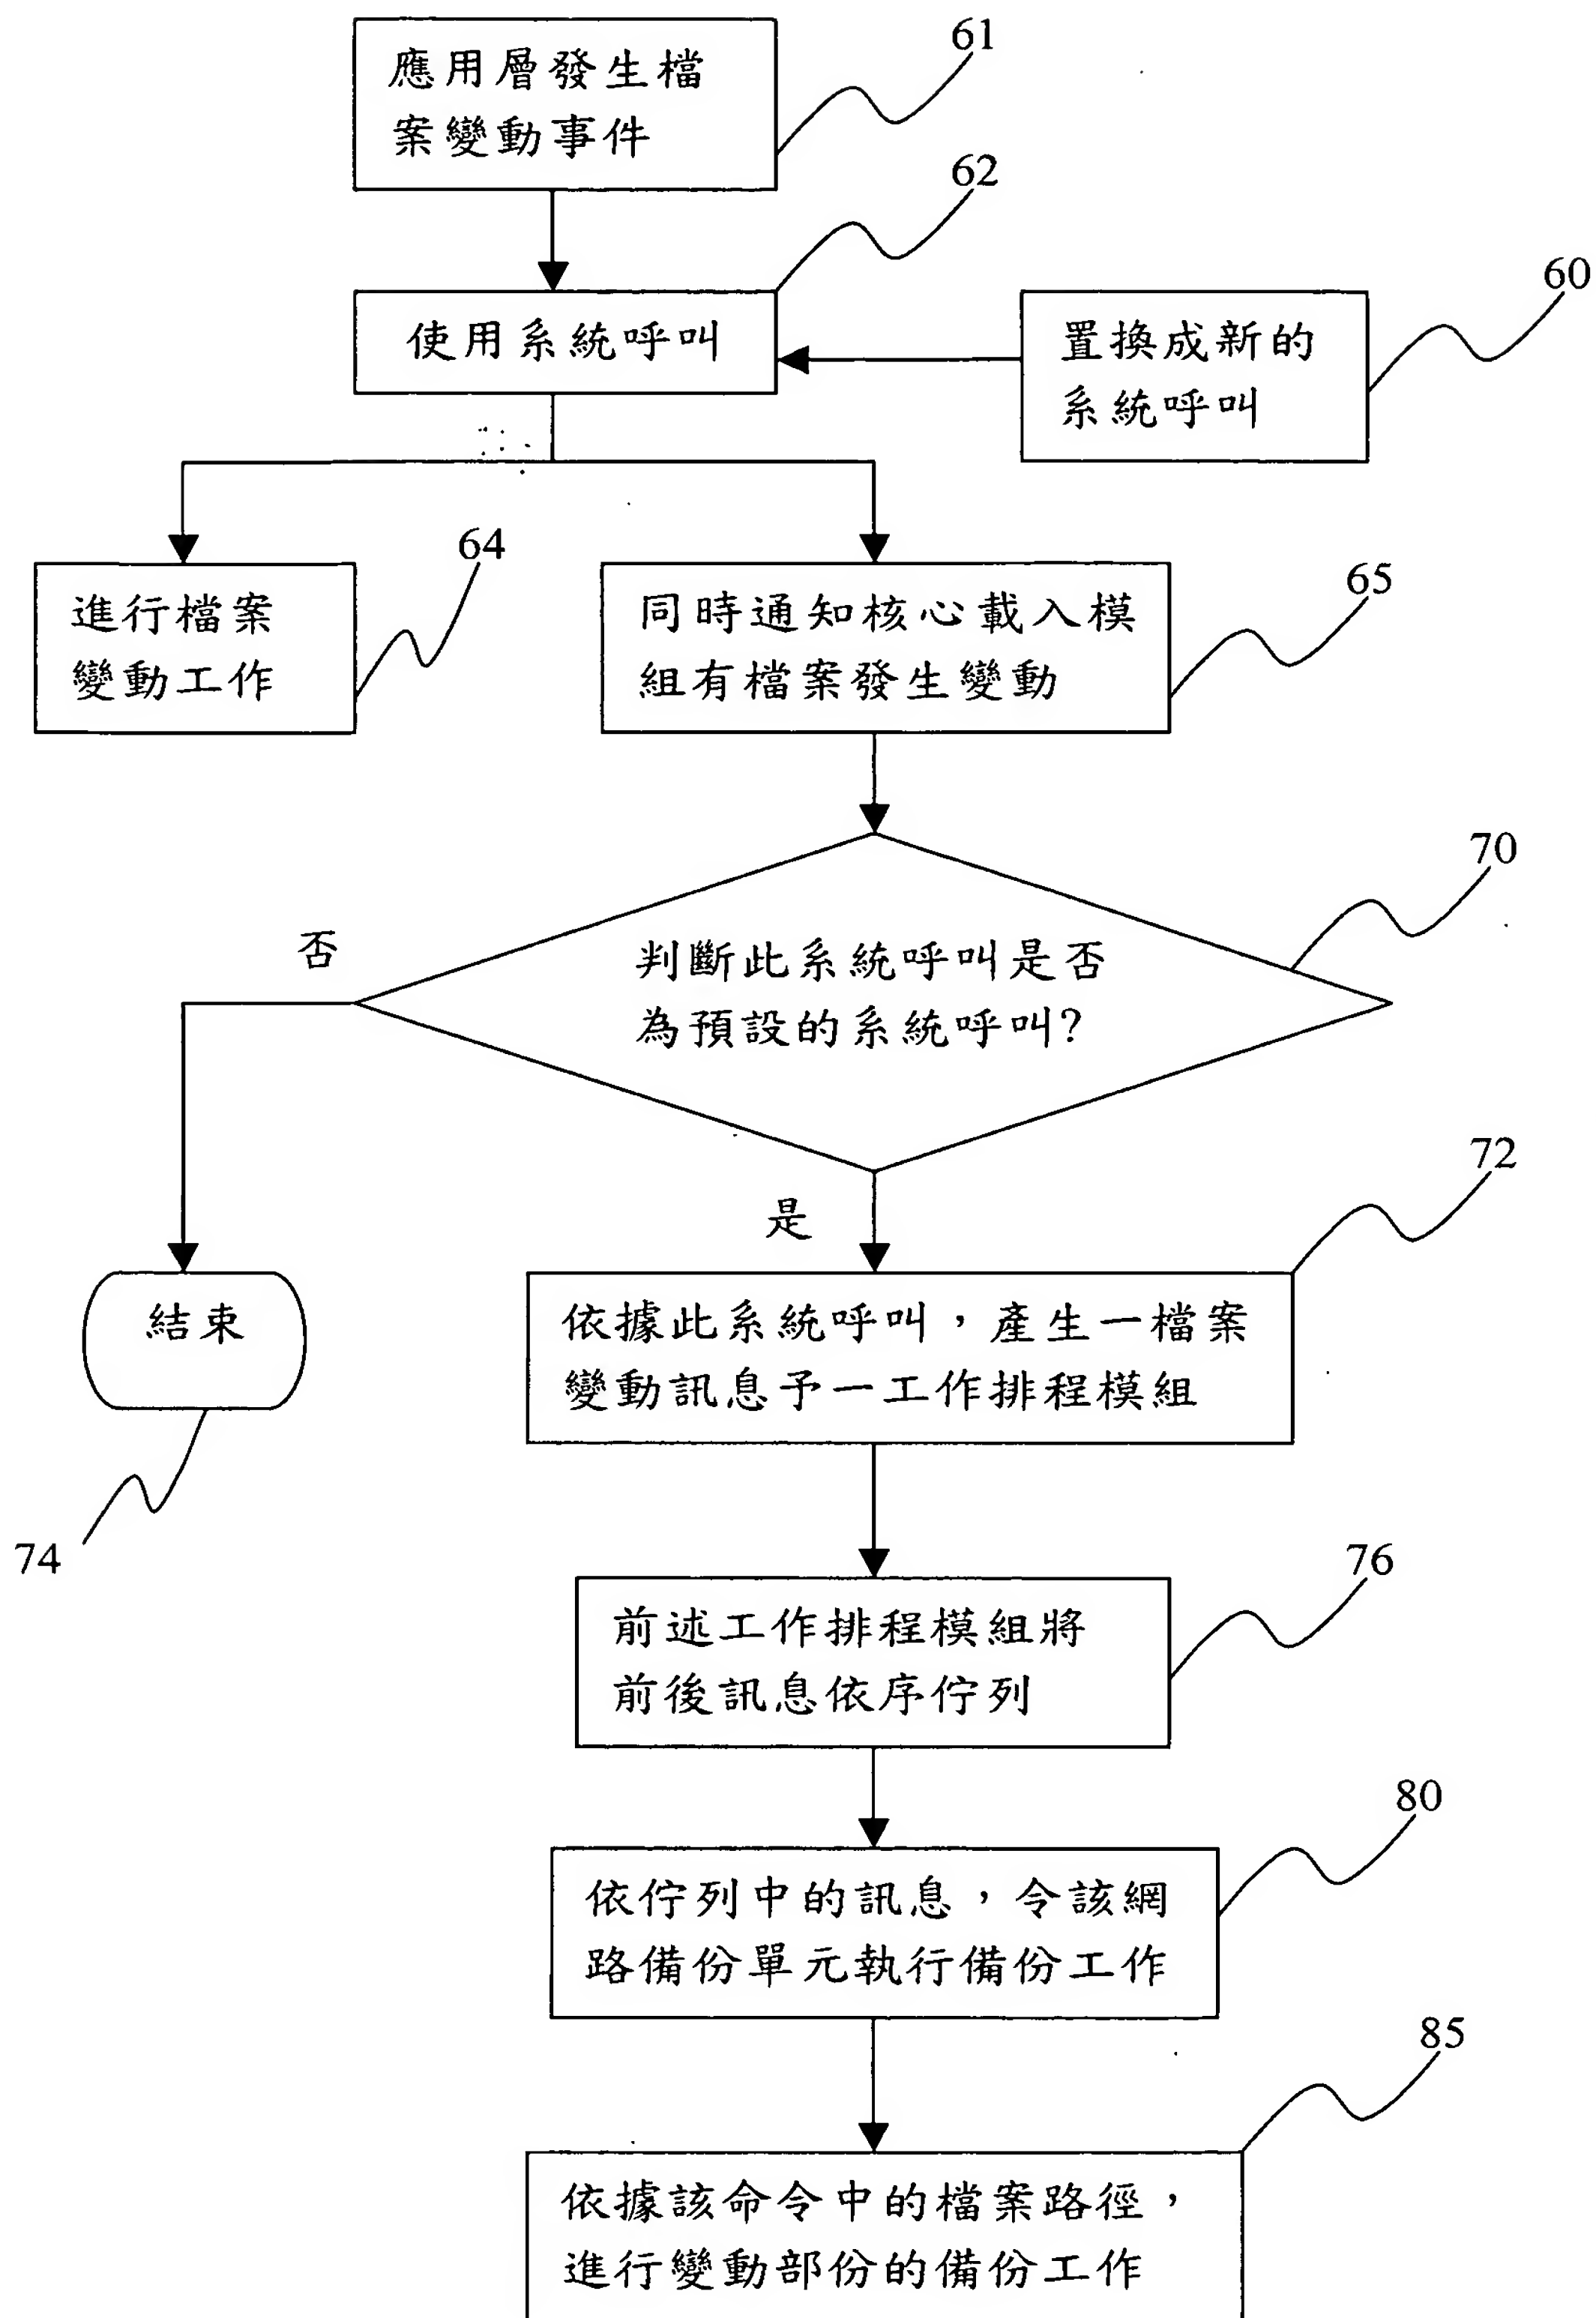 61
應用層發生檔
案變動事件
62
使用系統呼叫
60
置換成新的
系統呼叫
64
進行檔案
變動工作
65
同時通知核心載入模
組有檔案發生變動
70
否
判斷此系統呼叫是否
為預設的系統呼叫?
是
72
結束
74
依據此系統呼叫，產生一檔案
變動訊息予一工作排程模組
76
前述工作排程模組將
前後訊息依序佇列
80
依佇列中的訊息，令該網
路備份單元執行備份工作
85
依據該命令中的檔案路徑，
進行變動部份的備份工作